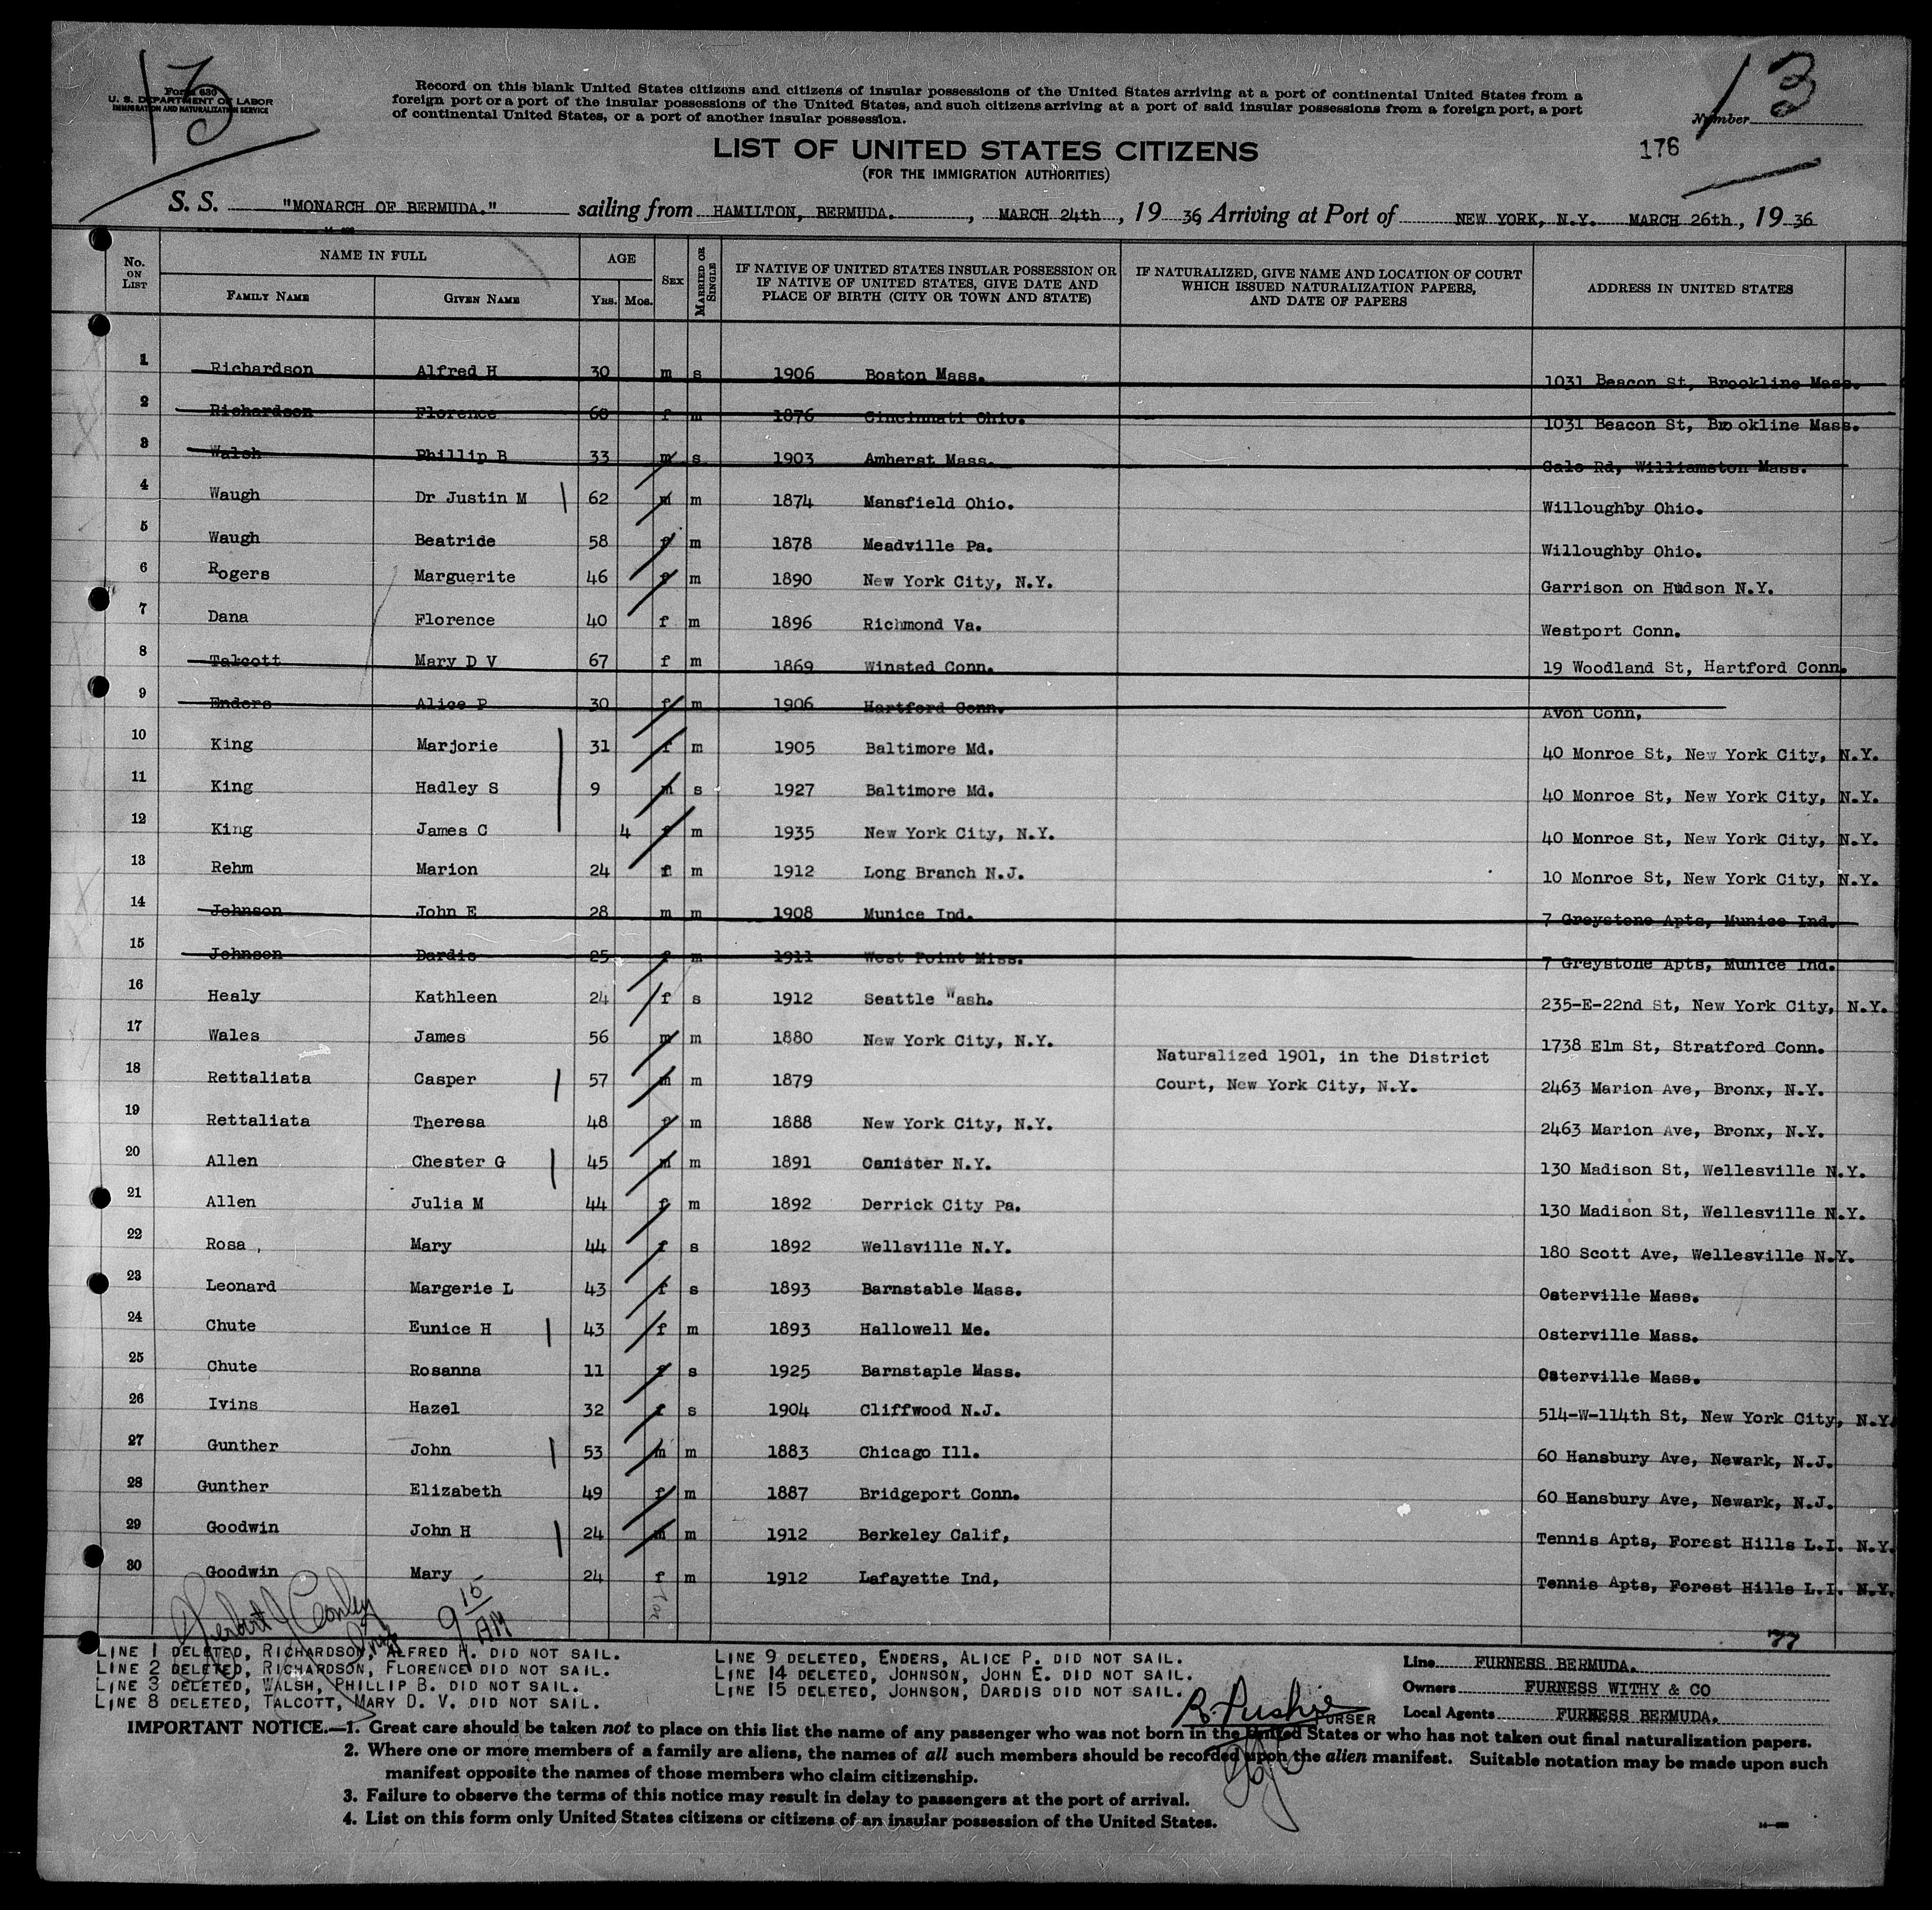 13
Form 630
U. S. DEPARTMENT OF LABOR
IMMIGRATION AND NATURALIZATION SERVICE
Record on this blank United States citizens and citizens of insular possessions of the United States arriving at a port of continental United States from a
foreign port or a port of the insular possessions of the United States, and such citizens arriving at a port of said insular possessions from a foreign port, a port
of continental United States, or a port of another insular possession.
Number 13
LIST OF UNITED STATES CITIZENS
176
(FOR THE IMMIGRATION AUTHORITIES)
S. S. "MONARCH OF BERMUDA." sailing from HAMILTON, BERMUDA. , MARCH 24th , 19 36, Arriving at Port of NEW YORK, N.Y. MARCH 26th , 19 36
No. ON LIST NAME IN FULL AGE SEX MARRIED OR SINGLE IF NATIVE OF UNITED STATES INSULAR POSSESSION OR IF NATIVE OF UNITED STATES, GIVE DATE AND PLACE OF BIRTH (CITY OR TOWN AND STATE) IF NATURALIZED, GIVE NAME AND LOCATION OF COURT WHICH ISSUED NATURALIZATION PAPERS, AND DATE OF PAPERS ADDRESS IN UNITED STATES
FAMILY NAME GIVEN NAME YRS. MOS.
1 Richardson Alfred H 30 m s 1906 Boston Mass. 1031 Beacon St, Brookline Mass.
2 Richardson Florence 60 f m 1876 Cincinnati Ohio. 1031 Beacon St, Brookline Mass.
3 Walsh Phillip B 33 m s 1903 Amherst Mass. Gale Rd, Williamston Mass.
4 Waugh Dr Justin M 62 m m 1874 Mansfield Ohio. Willoughby Ohio.
5 Waugh Beatride 58 f m 1878 Meadville Pa. Willoughby Ohio.
6 Rogers Marguerite 46 f m 1890 New York City, N.Y. Garrison on Hudson N.Y.
7 Dana Florence 40 f m 1896 Richmond Va. Westport Conn.
8 Talcott Mary D V 67 f m 1869 Winsted Conn. 19 Woodland St, Hartford Conn.
9 Enders Alice P 30 f m 1906 Hartford Conn. Avon Conn,
10 King Marjorie 31 f m 1905 Baltimore Md. 40 Monroe St, New York City, N.Y.
11 King Hadley S 9 m s 1927 Baltimore Md. 40 Monroe St, New York City, N.Y.
12 King James C 4 f m 1935 New York City, N.Y. 40 Monroe St, New York City, N.Y.
13 Rehm Marion 24 f m 1912 Long Branch N.J. 10 Monroe St, New York City, N.Y.
14 Johnson John E 28 m m 1908 Munice Ind. 7 Greystone Apts, Munice Ind.
15 Johnson Dardis 25 f m 1911 West Point Miss. 7 Greystone Apts, Munice Ind.
16 Healy Kathleen 24 f s 1912 Seattle Wash. 235-E-22nd St, New York City, N.Y.
17 Wales James 56 m m 1880 New York City, N.Y. 1738 Elm St, Stratford Conn.
Naturalized 1901, in the District
18 Rettaliata Casper 57 m m 1879 Court, New York City, N.Y. 2463 Marion Ave, Bronx, N.Y.
19 Rettaliata Theresa 48 f m 1888 New York City, N.Y. 2463 Marion Ave, Bronx, N.Y.
20 Allen Chester G 45 m m 1891 Canister N.Y. 130 Madison St, Wellesville N.Y.
21 Allen Julia M 44 f m 1892 Derrick City Pa. 130 Madison St, Wellesville N.Y.
22 Rosa , Mary 44 f s 1892 Wellsville N.Y. 180 Scott Ave, Wellesville N.Y.
23 Leonard Margerie L 43 f s 1893 Barnstable Mass. Osterville Mass.
24 Chute Eunice H 43 f m 1893 Hallowell Me. Osterville Mass.
25 Chute Rosanna 11 f s 1925 Barnstaple Mass. Osterville Mass.
26 Ivins Hazel 32 f s 1904 Cliffwood N.J. 514-W-114th St, New York City, N.Y.
27 Gunther John 53 m m 1883 Chicago Ill. 60 Hansbury Ave, Newark, N.J.
28 Gunther Elizabeth 49 f m 1887 Bridgeport Conn. 60 Hansbury Ave, Newark, N.J.
29 Goodwin John H 24 m m 1912 Berkeley Calif, Tennis Apts, Forest Hills L.I. N.Y.
30 Goodwin Mary 24 f m 1912 Lafayette Ind, Tennis Apts, Forest Hills L.I. N.Y.
9 15 AM
77
LINE 1 DELETED, RICHARDSON, ALFRED H. DID NOT SAIL.
LINE 2 DELETED, RICHARDSON, FLORENCE DID NOT SAIL.
LINE 3 DELETED, WALSH, PHILLIP B. DID NOT SAIL.
LINE 8 DELETED, TALCOTT, MARY D. V. DID NOT SAIL.
LINE 9 DELETED, ENDERS, ALICE P. DID NOT SAIL.
LINE 14 DELETED, JOHNSON, JOHN E. DID NOT SAIL.
LINE 15 DELETED, JOHNSON, DARDIS DID NOT SAIL.
PURSER
Line FURNESS BERMUDA.
Owners FURNESS WITHY & CO
Local Agents FURNESS BERMUDA.
IMPORTANT NOTICE.—1. Great care should be taken not to place on this list the name of any passenger who was not born in the United States or who has not taken out final naturalization papers.
2. Where one or more members of a family are aliens, the names of all such members should be recorded upon the alien manifest. Suitable notation may be made upon such
manifest opposite the names of those members who claim citizenship.
3. Failure to observe the terms of this notice may result in delay to passengers at the port of arrival.
4. List on this form only United States citizens or citizens of an insular possession of the United States.